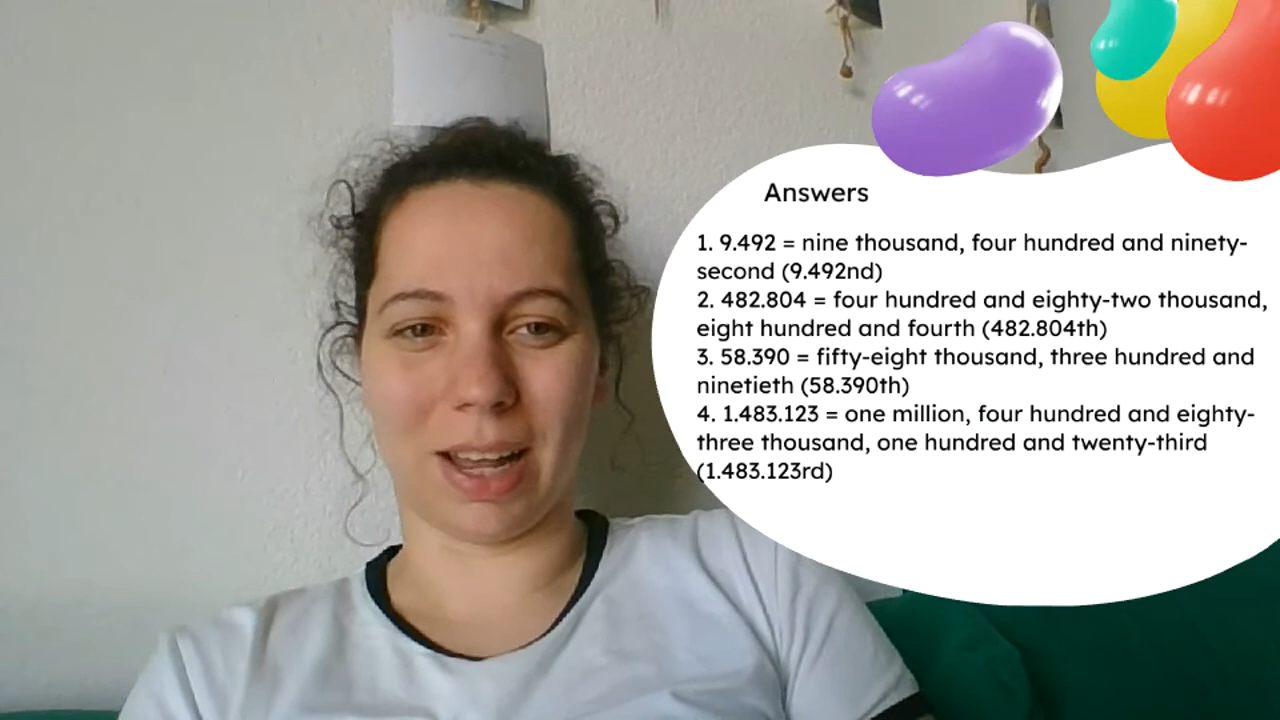 Answers
1. 9.492 = nine thousand, four hundred and ninety-
second (9.492nd)
2. 482.804 = four hundred and eighty-two thousand,
eight hundred and fourth (482.804th)
3. 58.390 = fifty-eight thousand, three hundred and
ninetieth (58.390th)
4. 1.483.123 = one million, four hundred and eighty-
three thousand, one hundred and twenty-third
(1.483.123rd)